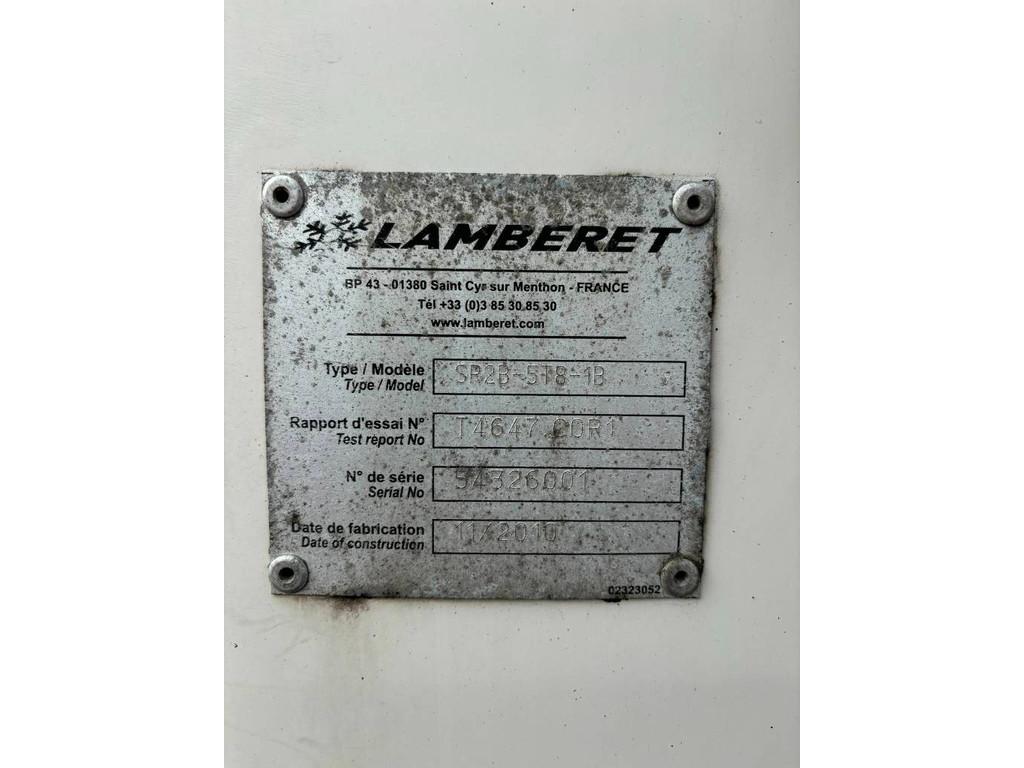 LAMBERET
BP 43 - 01380 Saint Cyr sur Menthon - FRANCE
Tél +33 (0)3 85 30 85 30
www.lamberet.com
Type / Modèle
Type / Model
SR2B-5T8-1B
Rapport d'essai N°
Test report No
T4647.CDR1
N° de série
Serial No
54326001
Date de fabrication
Date of construction
11/2010
02323052